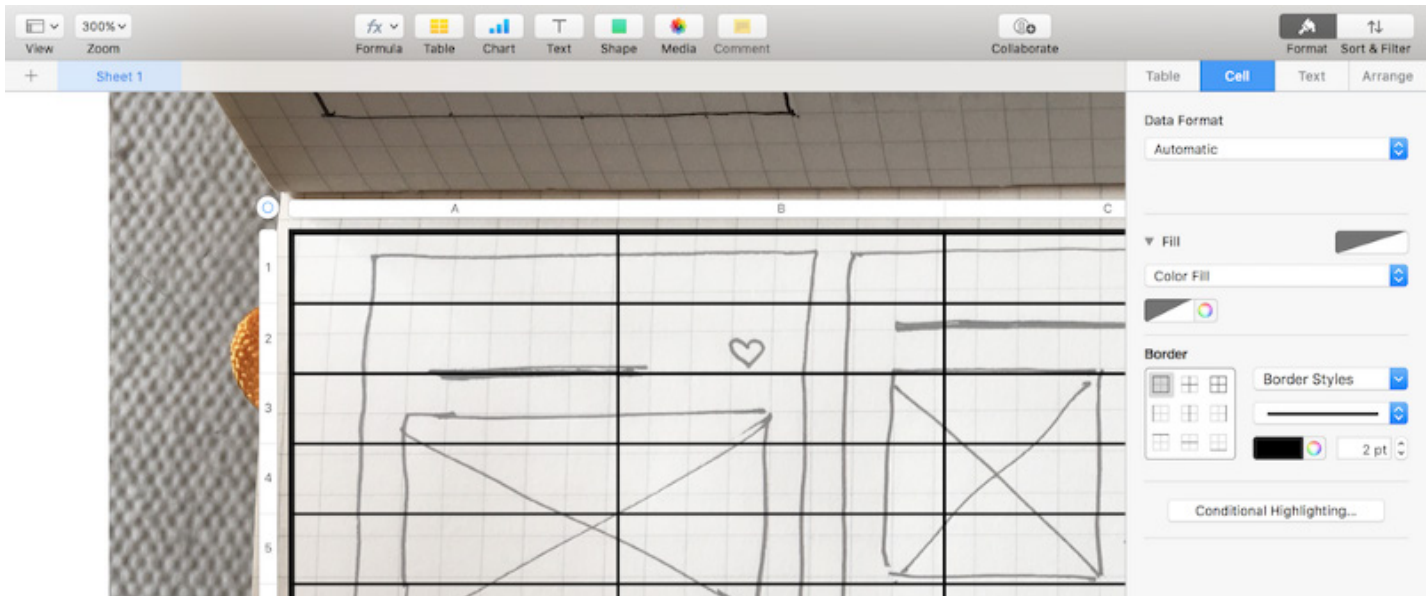 300%
View Zoom Formula Table Chart Text Shape Media Comment Collaborate Format Sort & Filter
+ Sheet 1 Table Cell Text Arrange
Data Format
Automatic
A B C
Fill
1
Color Fill
2
Border
Border Styles
3
2 pt
4
Conditional Highlighting...
5